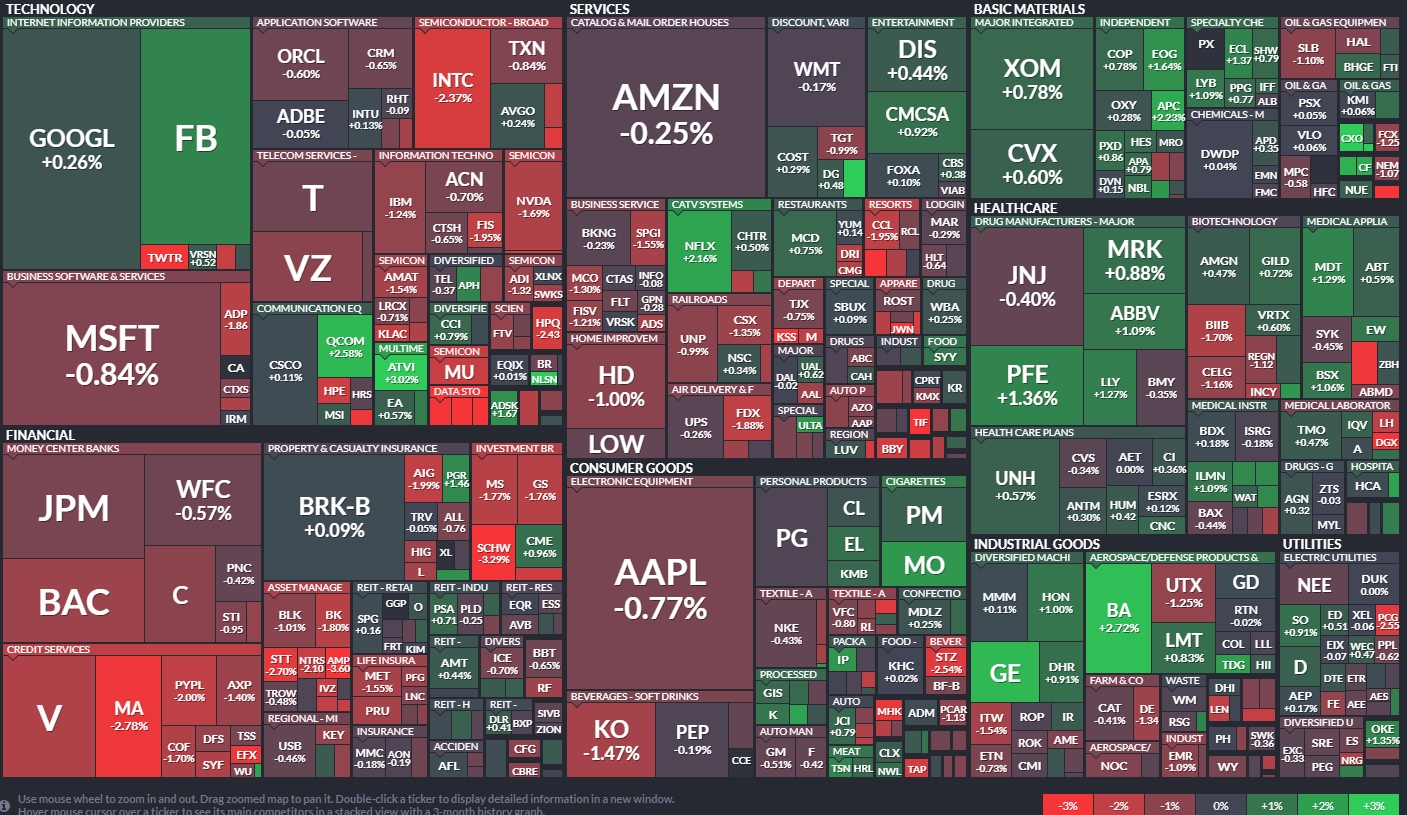 TECHNOLOGY
INTERNET INFORMATION PROVIDERS
GOOGL
+0.26%
FB
TWTR
VRSN
+0.52
BUSINESS SOFTWARE & SERVICES
MSFT
-0.84%
ADP
-1.86
CA
CTXS
IRM
APPLICATION SOFTWARE
ORCL
-0.60%
CRM
-0.65%
ADBE
-0.05%
INTU
+0.13%
RHT
-0.09
SEMICONDUCTOR - BROAD
INTC
-2.37%
TXN
-0.84%
AVGO
+0.24%
TELECOM SERVICES -
T
VZ
INFORMATION TECHNO
IBM
-1.24%
ACN
-0.70%
CTSH
-0.65%
FIS
-1.95%
SEMICON
NVDA
-1.69%
COMMUNICATION EQ
CSCO
+0.11%
QCOM
+2.58%
HPE
HRS
MSI
SEMICON
AMAT
-1.54%
LRCX
-0.71%
KLAC
DIVERSIFIED
TEL
-0.37
APH
SEMICON
ADI
-1.32
XLNX
SWKS
MULTIME
ATVI
+3.02%
EA
+0.57%
DIVERSIFIE
CCI
+0.79%
SCIEN
FTV
HPQ
-2.43
SEMICON
MU
DATA STO
EQIX
+0.01%
BR
NLSN
ADSK
+1.67
FINANCIAL
MONEY CENTER BANKS
JPM
WFC
-0.57%
BAC
C
PNC
-0.42%
STI
-0.95
CREDIT SERVICES
V
MA
-2.78%
PYPL
-2.00%
AXP
-1.40%
COF
-1.70%
DFS
SYF
TSS
EFX
WU
PROPERTY & CASUALTY INSURANCE
BRK-B
+0.09%
AIG
-1.99%
PGR
+1.46
TRV
-0.05%
ALL
-0.76
HIG
XL
L
INVESTMENT BR
MS
-1.77%
GS
-1.76%
SCHW
-3.29%
CME
+0.96%
ASSET MANAGE
BLK
-1.01%
BK
-1.80%
STT
-2.70%
NTRS
-2.10
AMP
-3.60
TROW
-0.48%
IVZ
REGIONAL - MI
USB
-0.46%
KEY
REIT - RETAI
SPG
+0.16
GGP
O
FRT
KIM
LIFE INSURA
MET
-1.55%
PFG
PRU
LNC
INSURANCE
MMC
-0.18%
AON
-0.19
REIT - INDU
PSA
+0.71
PLD
-0.25
REIT - RES
EQR
ESS
AVB
REIT -
AMT
+0.44%
DIVERS
ICE
-0.70%
BBT
-0.65%
RF
REIT - H
REIT -
DLR
+0.41
BXP
SIVB
ZION
ACCIDEN
AFL
CFG
CBRE
SERVICES
CATALOG & MAIL ORDER HOUSES
AMZN
-0.25%
DISCOUNT, VARI
WMT
-0.17%
COST
+0.29%
TGT
-0.99%
DG
+0.48
ENTERTAINMENT
DIS
+0.44%
CMCSA
+0.92%
FOXA
+0.10%
CBS
+0.38
VIAB
BUSINESS SERVICE
BKNG
-0.23%
SPGI
-1.55%
MCO
-1.30%
CTAS
INFO
-0.08
FISV
-1.21%
FLT
GPN
-0.28
VRSK
ADS
CATV SYSTEMS
NFLX
+2.16%
CHTR
+0.50%
RESTAURANTS
MCD
+0.75%
YUM
+0.14
DRI
CMG
RESORTS
CCL
-1.95%
RCL
LODGIN
MAR
-0.29%
HLT
-0.64
HOME IMPROVEM
HD
-1.00%
LOW
RAILROADS
UNP
-0.99%
CSX
-1.35%
NSC
+0.34%
AIR DELIVERY & F
UPS
-0.26%
FDX
-1.88%
DEPART
TJX
-0.75%
KSS
M
SPECIAL
SBUX
+0.09%
APPARE
ROST
JWN
DRUG
WBA
+0.25%
MAJOR
DAL
-0.02
UAL
+0.62
AAL
DRUGS
ABC
CAH
INDUST
CPRT
KMX
FOOD
SYY
KR
SPECIAL
ULTA
AUTO P
AZO
AAP
TIF
REGION
LUV
BBY
CONSUMER GOODS
ELECTRONIC EQUIPMENT
AAPL
-0.77%
BEVERAGES - SOFT DRINKS
KO
-1.47%
PEP
-0.19%
CCE
PERSONAL PRODUCTS
PG
CL
EL
KMB
CIGARETTES
PM
MO
TEXTILE - A
NKE
-0.43%
TEXTILE - A
VFC
-0.80
RL
CONFECTIO
MDLZ
+0.25%
PACKA
IP
FOOD -
KHC
+0.02%
BEVER
STZ
-2.54%
BF-B
PROCESSED
GIS
K
AUTO
JCI
+0.79
MHK
ADM
PCAR
-1.13
AUTO MAN
GM
-0.51%
F
-0.42
MEAT
TSN
HRL
CLX
NWL
TAP
BASIC MATERIALS
MAJOR INTEGRATED
XOM
+0.78%
CVX
+0.60%
INDEPENDENT
COP
+0.78%
EOG
+1.64%
OXY
+0.28%
APC
+2.23%
PXD
+0.86
HES
MRO
APA
+0.79
DVN
+0.15
NBL
SPECIALTY CHE
PX
ECL
+1.37
SHW
+0.79
LYB
+1.09%
PPG
+0.77
IFF
ALB
CHEMICALS - M
DWDP
+0.04%
APD
+0.35
EMN
FMC
OIL & GAS EQUIPMEN
SLB
-1.10%
HAL
BHGE
FTI
OIL & GA
PSX
+0.05%
VLO
+0.06%
MPC
-0.58
HFC
OIL & GAS
KMI
+0.06%
CXO
FCX
-1.25
CF
NEM
-1.07
NUE
HEALTHCARE
DRUG MANUFACTURERS - MAJOR
JNJ
-0.40%
MRK
+0.88%
ABBV
+1.09%
PFE
+1.36%
LLY
+1.27%
BMY
-0.35%
BIOTECHNOLOGY
AMGN
+0.47%
GILD
+0.72%
BIIB
-1.70%
VRTX
+0.60%
CELG
-1.16%
REGN
-1.12
INCY
MEDICAL APPLIA
MDT
+1.29%
ABT
+0.59%
SYK
-0.45%
EW
BSX
+1.06%
ZBH
ABMD
HEALTH CARE PLANS
UNH
+0.57%
CVS
-0.34%
AET
0.00%
CI
+0.36%
ANTM
+0.30%
HUM
+0.42
ESRX
+0.12%
CNC
MEDICAL INSTR
BDX
+0.18%
ISRG
-0.18%
ILMN
+1.09%
WAT
BAX
-0.44%
MEDICAL LABORATOR
TMO
+0.47%
IQV
LH
A
DGX
DRUGS - G
AGN
+0.32
ZTS
-0.03
MYL
HOSPITA
HCA
INDUSTRIAL GOODS
DIVERSIFIED MACHI
MMM
+0.11%
HON
+1.00%
GE
DHR
+0.91%
ITW
-1.54%
ROP
IR
ETN
-0.73%
ROK
AME
CMI
AEROSPACE/DEFENSE PRODUCTS &
BA
+2.72%
UTX
-1.25%
GD
LMT
+0.83%
RTN
-0.02%
COL
LLL
TDG
HII
FARM & CO
CAT
-0.41%
DE
-1.34
AEROSPACE/
NOC
WASTE
WM
RSG
INDUST
EMR
-1.09%
DHI
LEN
PH
SWK
-0.36
WY
UTILITIES
ELECTRIC UTILITIES
NEE
DUK
0.00%
SO
+0.91%
ED
+0.51
XEL
-0.06
PCG
-2.55
EIX
-0.07
WEC
+0.47
PPL
-0.62
D
DTE
ETR
AEP
+0.17%
FE
AEE
AES
DIVERSIFIED U
EXC
-0.33
SRE
ES
OKE
+1.35%
PEG
NRG
Use mouse wheel to zoom in and out. Drag zoomed map to pan it. Double-click a ticker to display detailed information in a new window.
Hover mouse cursor over a ticker to see its main competitors in a stacked view with a 3-month history graph.
-3%
-2%
-1%
0%
+1%
+2%
+3%